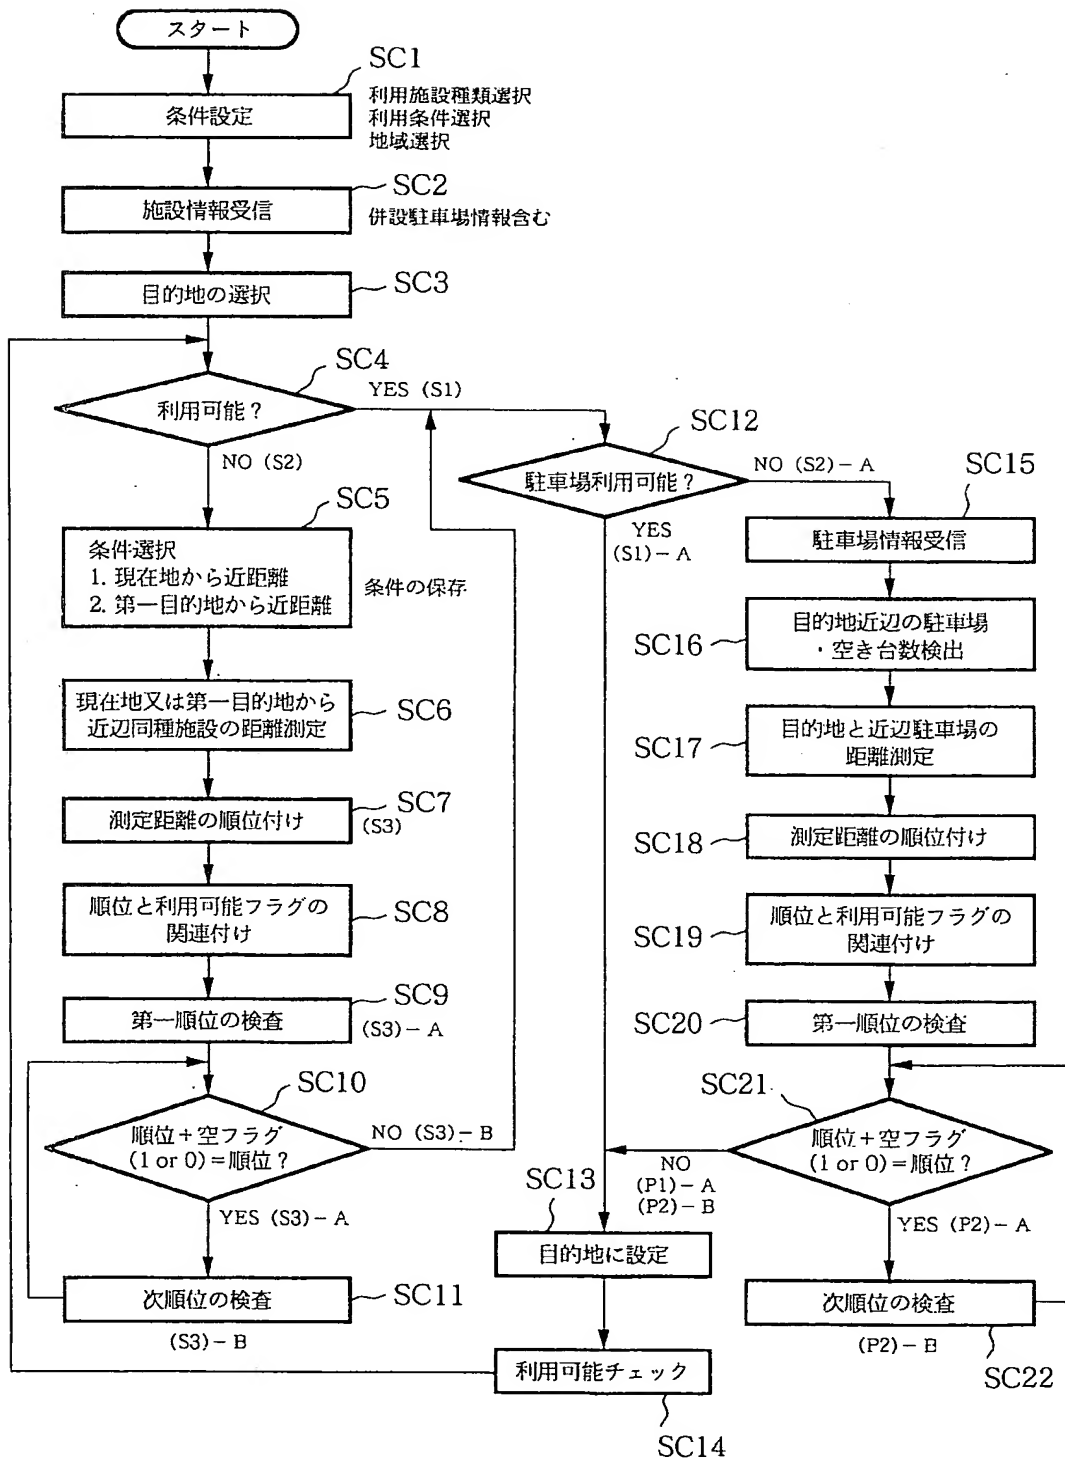 スタート
SC1
条件設定
利用施設種類選択
利用条件選択
地域選択
SC2
施設情報受信
併設駐車場情報含む
SC3
目的地の選択
SC4
利用可能？
YES (S1)
NO (S2)
SC5
条件選択
1. 現在地から近距離
2. 第一目的地から近距離
条件の保存
現在地又は第一目的地から
近辺同種施設の距離測定
SC6
SC7
測定距離の順位付け
(S3)
順位と利用可能フラグの
関連付け
SC8
SC9
第一順位の検査
(S3)－A
SC10
順位＋空フラグ
(1 or 0)＝順位？
NO (S3)－B
YES (S3)－A
次順位の検査
SC11
(S3)－B
SC12
駐車場利用可能？
NO (S2)－A
YES
(S1)－A
SC13
目的地に設定
利用可能チェック
SC14
SC15
駐車場情報受信
SC16
目的地近辺の駐車場
・空き台数検出
SC17
目的地と近辺駐車場の
距離測定
SC18
測定距離の順位付け
SC19
順位と利用可能フラグの
関連付け
SC20
第一順位の検査
SC21
順位＋空フラグ
(1 or 0)＝順位？
NO
(P1)－A
(P2)－B
YES (P2)－A
次順位の検査
(P2)－B
SC22